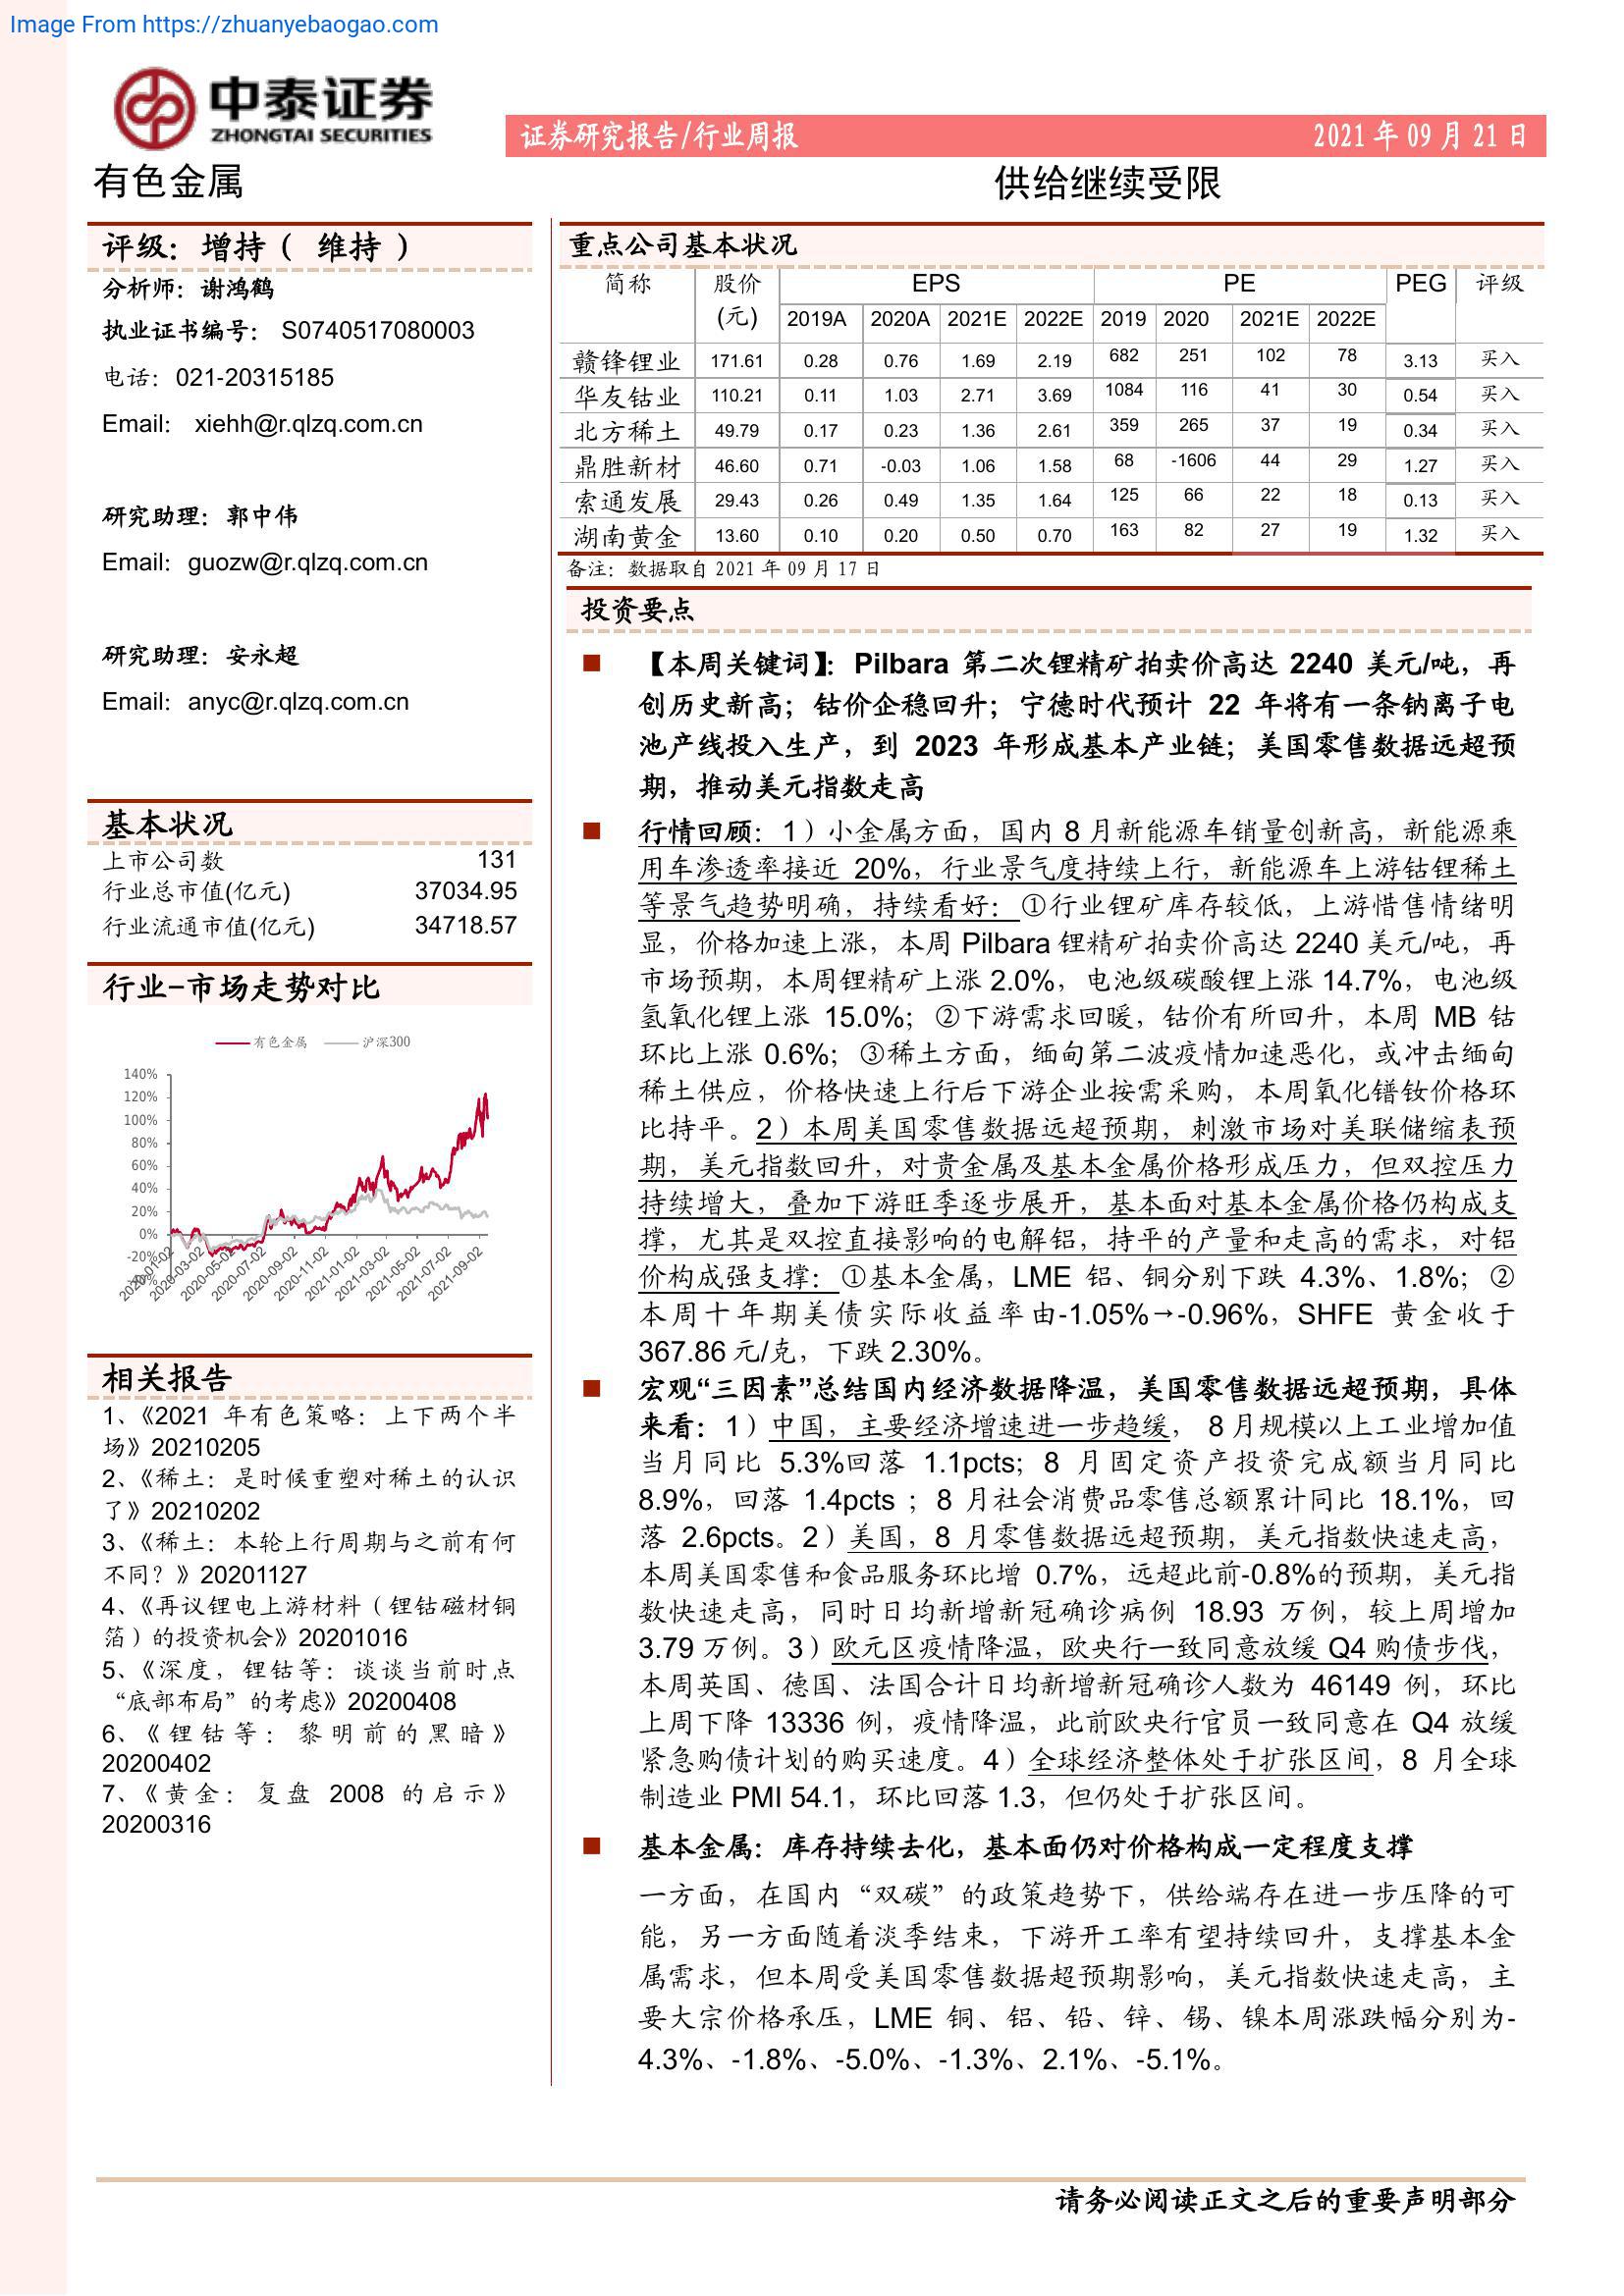 Image From https://zhuanyebaogao.com
中泰证券
ZHONGTAI SECURITIES
证券研究报告/行业周报 2021 年 09 月 21 日
有色金属 供给继续受限
评级：增持（ 维持 ）
分析师：谢鸿鹤
执业证书编号： S0740517080003
电话：021-20315185
Email： xiehh@r.qlzq.com.cn
研究助理：郭中伟
Email：guozw@r.qlzq.com.cn
研究助理：安永超
Email：anyc@r.qlzq.com.cn
基本状况
上市公司数 131
行业总市值(亿元) 37034.95
行业流通市值(亿元) 34718.57
行业-市场走势对比
有色金属 沪深300
140%
120%
100%
80%
60%
40%
20%
0%
-20%
-40%
2020-01-02 2020-03-02 2020-05-02 2020-07-02 2020-09-02 2020-11-02 2021-01-02 2021-03-02 2021-05-02 2021-07-02 2021-09-02
相关报告
1、《2021 年有色策略：上下两个半
场》20210205
2、《稀土：是时候重塑对稀土的认识
了》20210202
3、《稀土：本轮上行周期与之前有何
不同？》20201127
4、《再议锂电上游材料（锂钴磁材铜
箔）的投资机会》20201016
5、《深度，锂钴等：谈谈当前时点
“底部布局”的考虑》20200408
6、《锂钴等：黎明前的黑暗》
20200402
7、《黄金：复盘 2008 的启示》
20200316
重点公司基本状况
简称 股价 EPS PE PEG 评级
(元) 2019A 2020A 2021E 2022E 2019 2020 2021E 2022E
赣锋锂业 171.61 0.28 0.76 1.69 2.19 682 251 102 78 3.13 买入
华友钴业 110.21 0.11 1.03 2.71 3.69 1084 116 41 30 0.54 买入
北方稀土 49.79 0.17 0.23 1.36 2.61 359 265 37 19 0.34 买入
鼎胜新材 46.60 0.71 -0.03 1.06 1.58 68 -1606 44 29 1.27 买入
索通发展 29.43 0.26 0.49 1.35 1.64 125 66 22 18 0.13 买入
湖南黄金 13.60 0.10 0.20 0.50 0.70 163 82 27 19 1.32 买入
备注：数据取自 2021 年 09 月 17 日
投资要点
■ 【本周关键词】：Pilbara 第二次锂精矿拍卖价高达 2240 美元/吨，再
创历史新高；钴价企稳回升；宁德时代预计 22 年将有一条钠离子电
池产线投入生产，到 2023 年形成基本产业链；美国零售数据远超预
期，推动美元指数走高
■ 行情回顾：1）小金属方面，国内 8 月新能源车销量创新高，新能源乘
用车渗透率接近 20%，行业景气度持续上行，新能源车上游钴锂稀土
等景气趋势明确，持续看好：①行业锂矿库存较低，上游惜售情绪明
显，价格加速上涨，本周 Pilbara 锂精矿拍卖价高达 2240 美元/吨，再
市场预期，本周锂精矿上涨 2.0%，电池级碳酸锂上涨 14.7%，电池级
氢氧化锂上涨 15.0%；②下游需求回暖，钴价有所回升，本周 MB 钴
环比上涨 0.6%；③稀土方面，缅甸第二波疫情加速恶化，或冲击缅甸
稀土供应，价格快速上行后下游企业按需采购，本周氧化镨钕价格环
比持平。2）本周美国零售数据远超预期，刺激市场对美联储缩表预
期，美元指数回升，对贵金属及基本金属价格形成压力，但双控压力
持续增大，叠加下游旺季逐步展开，基本面对基本金属价格仍构成支
撑，尤其是双控直接影响的电解铝，持平的产量和走高的需求，对铝
价构成强支撑：①基本金属，LME 铝、铜分别下跌 4.3%、1.8%；②
本周十年期美债实际收益率由-1.05%→-0.96%，SHFE 黄金收于
367.86 元/克，下跌 2.30%。
■ 宏观“三因素”总结国内经济数据降温，美国零售数据远超预期，具体
来看：1）中国，主要经济增速进一步趋缓， 8 月规模以上工业增加值
当月同比 5.3%回落 1.1pcts；8 月固定资产投资完成额当月同比
8.9%，回落 1.4pcts ；8 月社会消费品零售总额累计同比 18.1%，回
落 2.6pcts。2）美国，8 月零售数据远超预期，美元指数快速走高，
本周美国零售和食品服务环比增 0.7%，远超此前-0.8%的预期，美元指
数快速走高，同时日均新增新冠确诊病例 18.93 万例，较上周增加
3.79 万例。3）欧元区疫情降温，欧央行一致同意放缓 Q4 购债步伐，
本周英国、德国、法国合计日均新增新冠确诊人数为 46149 例，环比
上周下降 13336 例，疫情降温，此前欧央行官员一致同意在 Q4 放缓
紧急购债计划的购买速度。4）全球经济整体处于扩张区间，8 月全球
制造业 PMI 54.1，环比回落 1.3，但仍处于扩张区间。
■ 基本金属：库存持续去化，基本面仍对价格构成一定程度支撑
一方面，在国内“双碳”的政策趋势下，供给端存在进一步压降的可
能，另一方面随着淡季结束，下游开工率有望持续回升，支撑基本金
属需求，但本周受美国零售数据超预期影响，美元指数快速走高，主
要大宗价格承压，LME 铜、铝、铅、锌、锡、镍本周涨跌幅分别为-
4.3%、-1.8%、-5.0%、-1.3%、2.1%、-5.1%。
请务必阅读正文之后的重要声明部分